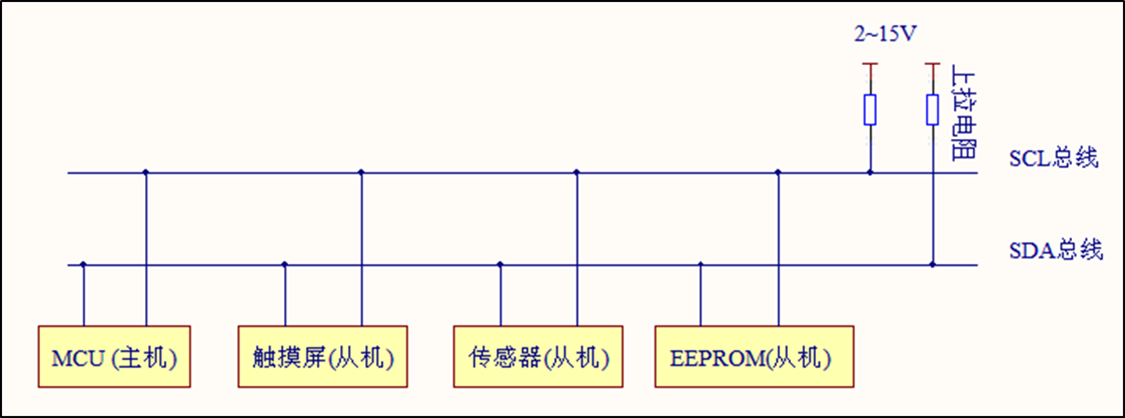 2~15V
上拉电阻
SCL总线
SDA总线
MCU (主机)
触摸屏(从机)
传感器(从机)
EEPROM(从机)